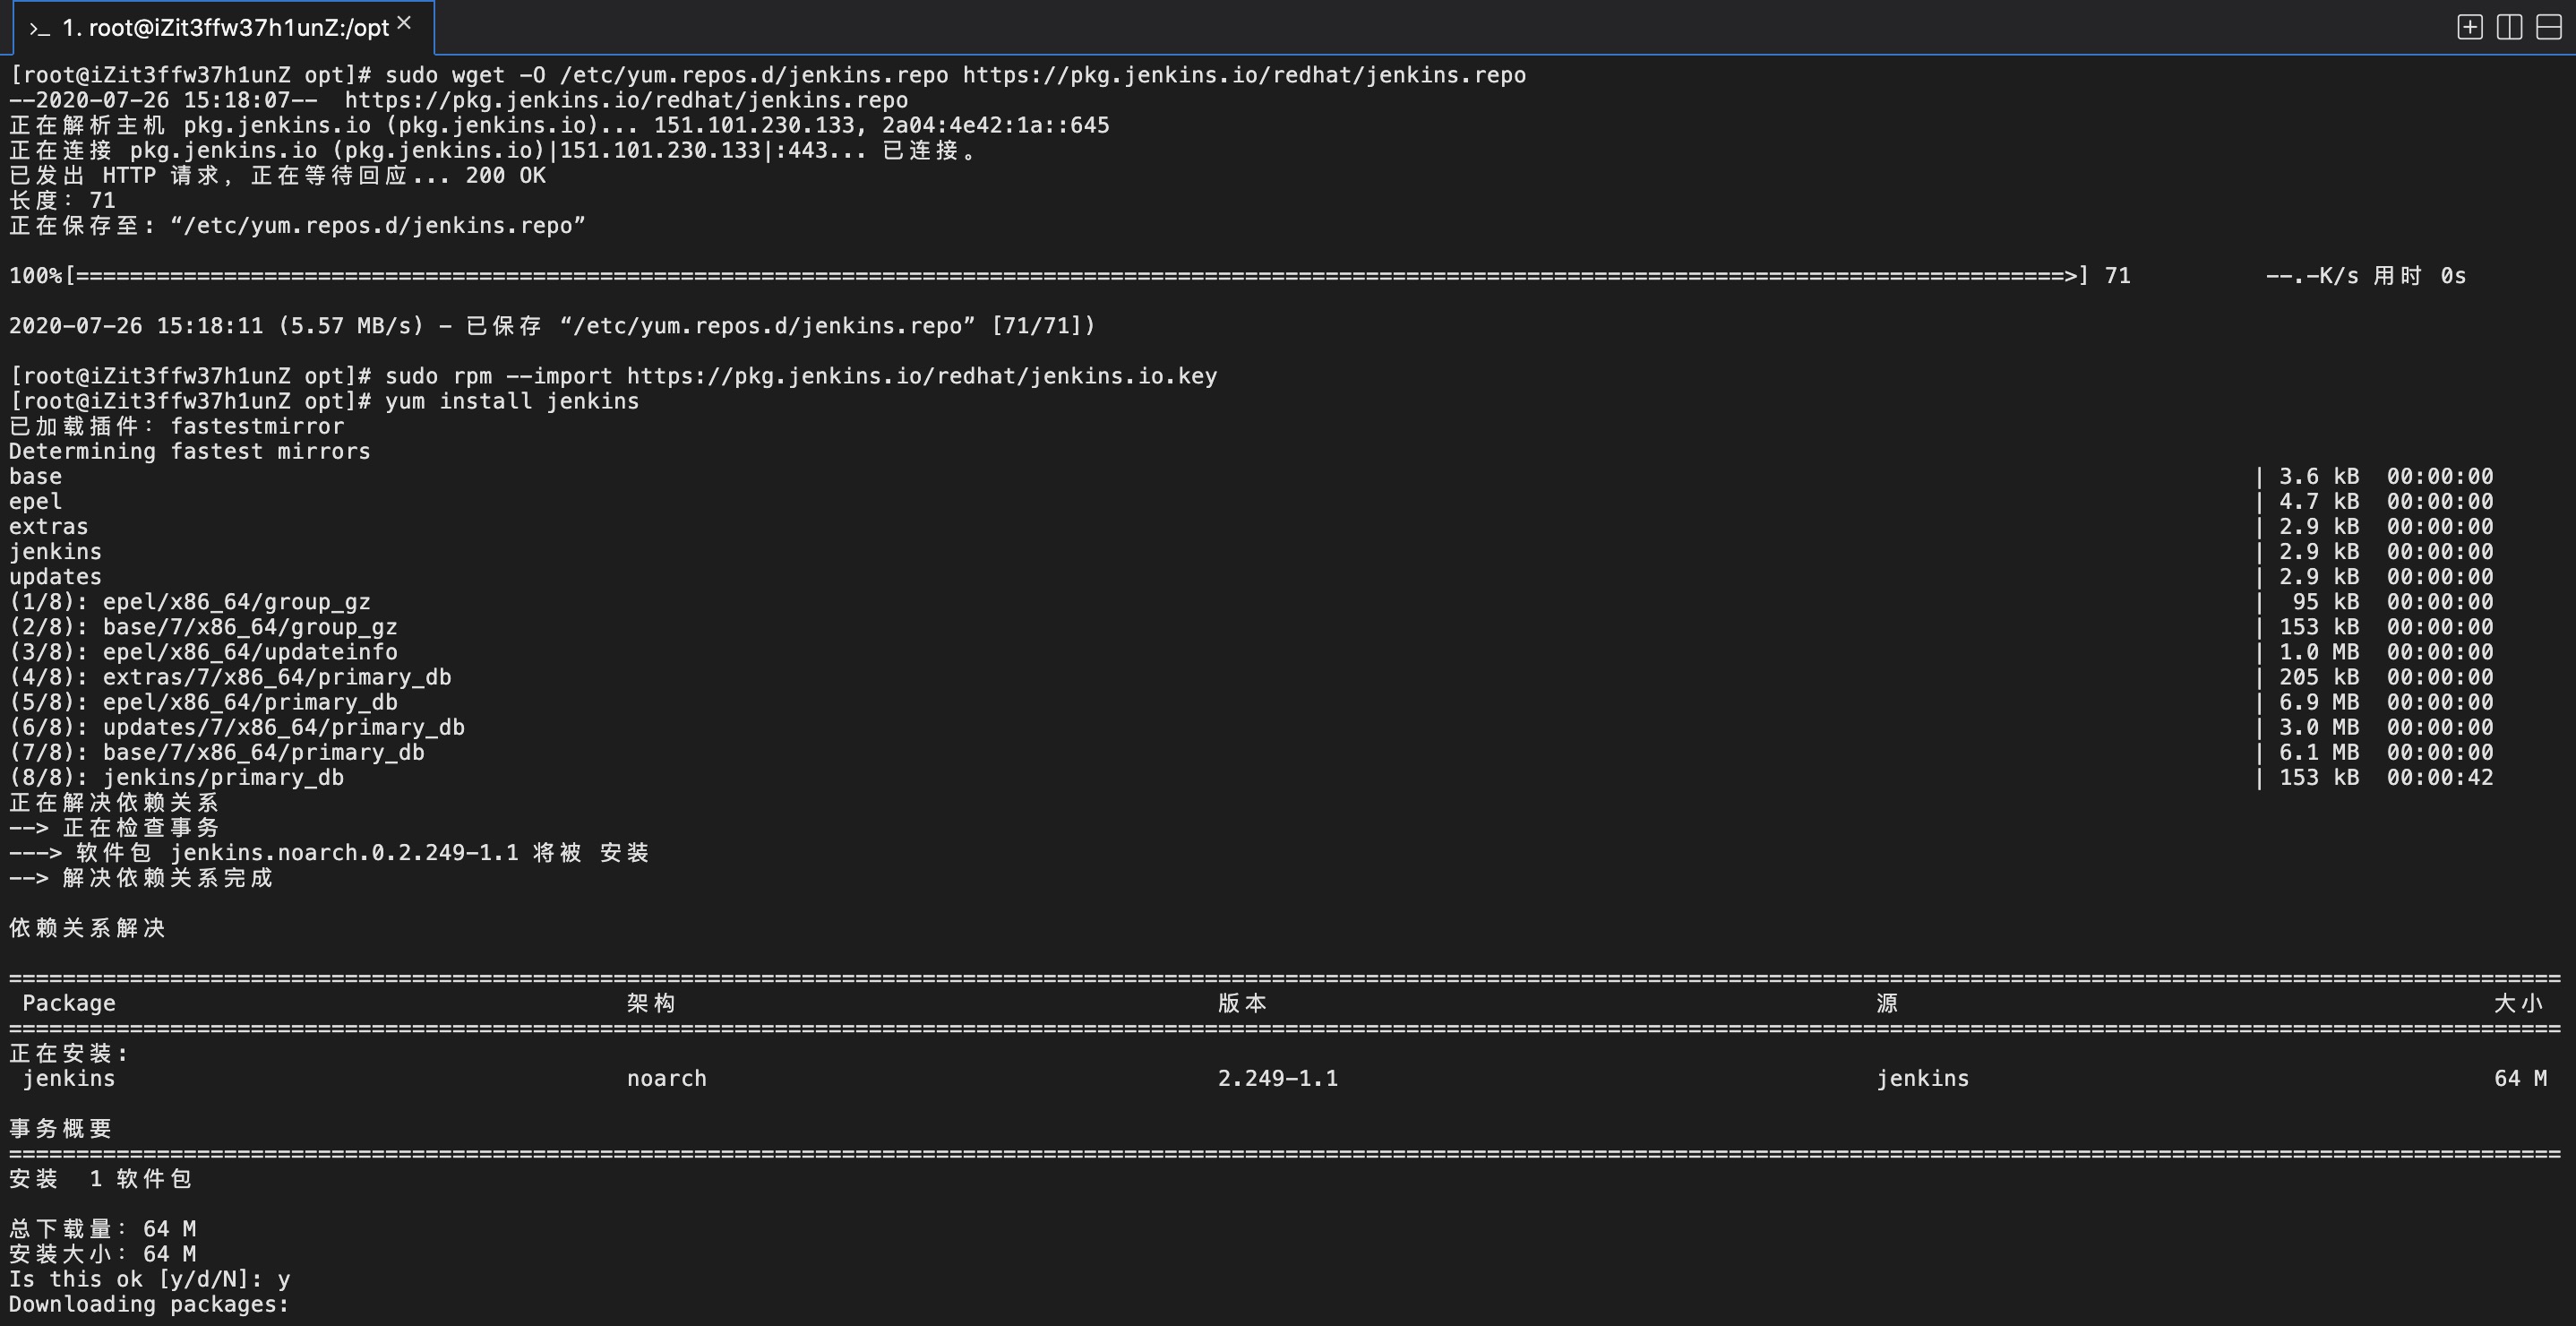 1. root@iZit3ffw37h1unZ:/opt
[root@iZit3ffw37h1unZ opt]# sudo wget -O /etc/yum.repos.d/jenkins.repo https://pkg.jenkins.io/redhat/jenkins.repo
--2020-07-26 15:18:07--  https://pkg.jenkins.io/redhat/jenkins.repo
正在解析主机 pkg.jenkins.io (pkg.jenkins.io)... 151.101.230.133, 2a04:4e42:1a::645
正在连接 pkg.jenkins.io (pkg.jenkins.io)|151.101.230.133|:443... 已连接。
已发出 HTTP 请求，正在等待回应... 200 OK
长度：71
正在保存至: “/etc/yum.repos.d/jenkins.repo”
100%[====================================================================================================================================================>] 71          --.-K/s 用时 0s
2020-07-26 15:18:11 (5.57 MB/s) - 已保存 “/etc/yum.repos.d/jenkins.repo” [71/71])
[root@iZit3ffw37h1unZ opt]# sudo rpm --import https://pkg.jenkins.io/redhat/jenkins.io.key
[root@iZit3ffw37h1unZ opt]# yum install jenkins
已加载插件：fastestmirror
Determining fastest mirrors
base | 3.6 kB  00:00:00
epel | 4.7 kB  00:00:00
extras | 2.9 kB  00:00:00
jenkins | 2.9 kB  00:00:00
updates | 2.9 kB  00:00:00
(1/8): epel/x86_64/group_gz |  95 kB  00:00:00
(2/8): base/7/x86_64/group_gz | 153 kB  00:00:00
(3/8): epel/x86_64/updateinfo | 1.0 MB  00:00:00
(4/8): extras/7/x86_64/primary_db | 205 kB  00:00:00
(5/8): epel/x86_64/primary_db | 6.9 MB  00:00:00
(6/8): updates/7/x86_64/primary_db | 3.0 MB  00:00:00
(7/8): base/7/x86_64/primary_db | 6.1 MB  00:00:00
(8/8): jenkins/primary_db | 153 kB  00:00:42
正在解决依赖关系
--> 正在检查事务
---> 软件包 jenkins.noarch.0.2.249-1.1 将被 安装
--> 解决依赖关系完成
依赖关系解决
Package 架构 版本 源 大小
正在安装:
jenkins noarch 2.249-1.1 jenkins 64 M
事务概要
安装  1 软件包
总下载量：64 M
安装大小：64 M
Is this ok [y/d/N]: y
Downloading packages: